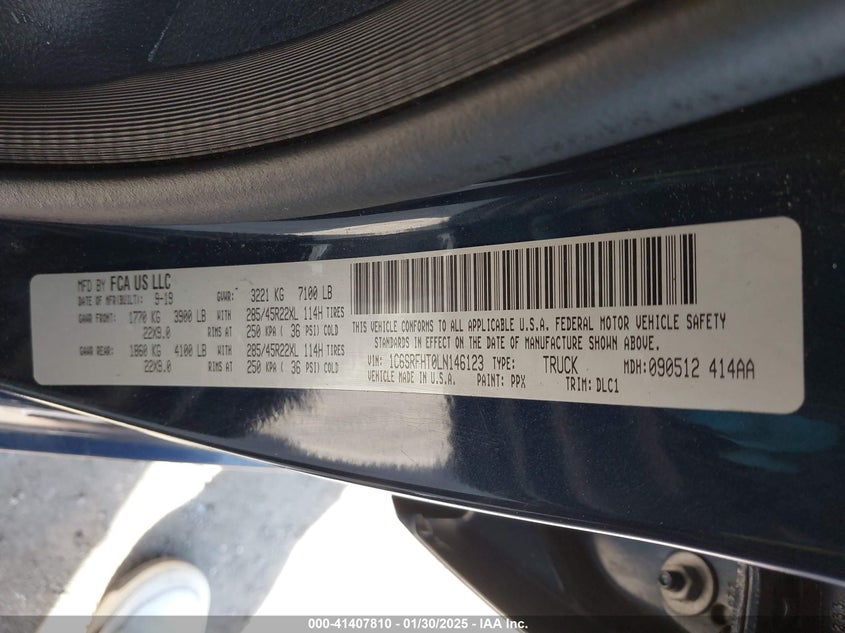 MFD BY FCA US LLC
DATE OF MFR(BUILT): 9-19 GVWR: 3221 KG 7100 LB
GAWR FRONT: 1770 KG 3900 LB WITH 285/45R22XL 114H TIRES
22X9.0 RIMS AT 250 KPA ( 36 PSI) COLD
GAWR REAR: 1860 KG 4100 LB WITH 285/45R22XL 114H TIRES
22X9.0 RIMS AT 250 KPA ( 36 PSI) COLD
THIS VEHICLE CONFORMS TO ALL APPLICABLE U.S.A. FEDERAL MOTOR VEHICLE SAFETY
STANDARDS IN EFFECT ON THE DATE OF MANUFACTURE SHOWN ABOVE.
VIN: 1C6SRFHT0LN146123 TYPE: TRUCK MDH: 090512 414AA
VEHICLE MADE IN U.S.A. PAINT: PPX TRIM: DLC1
000-41407810 - 01/30/2025 - IAA Inc.